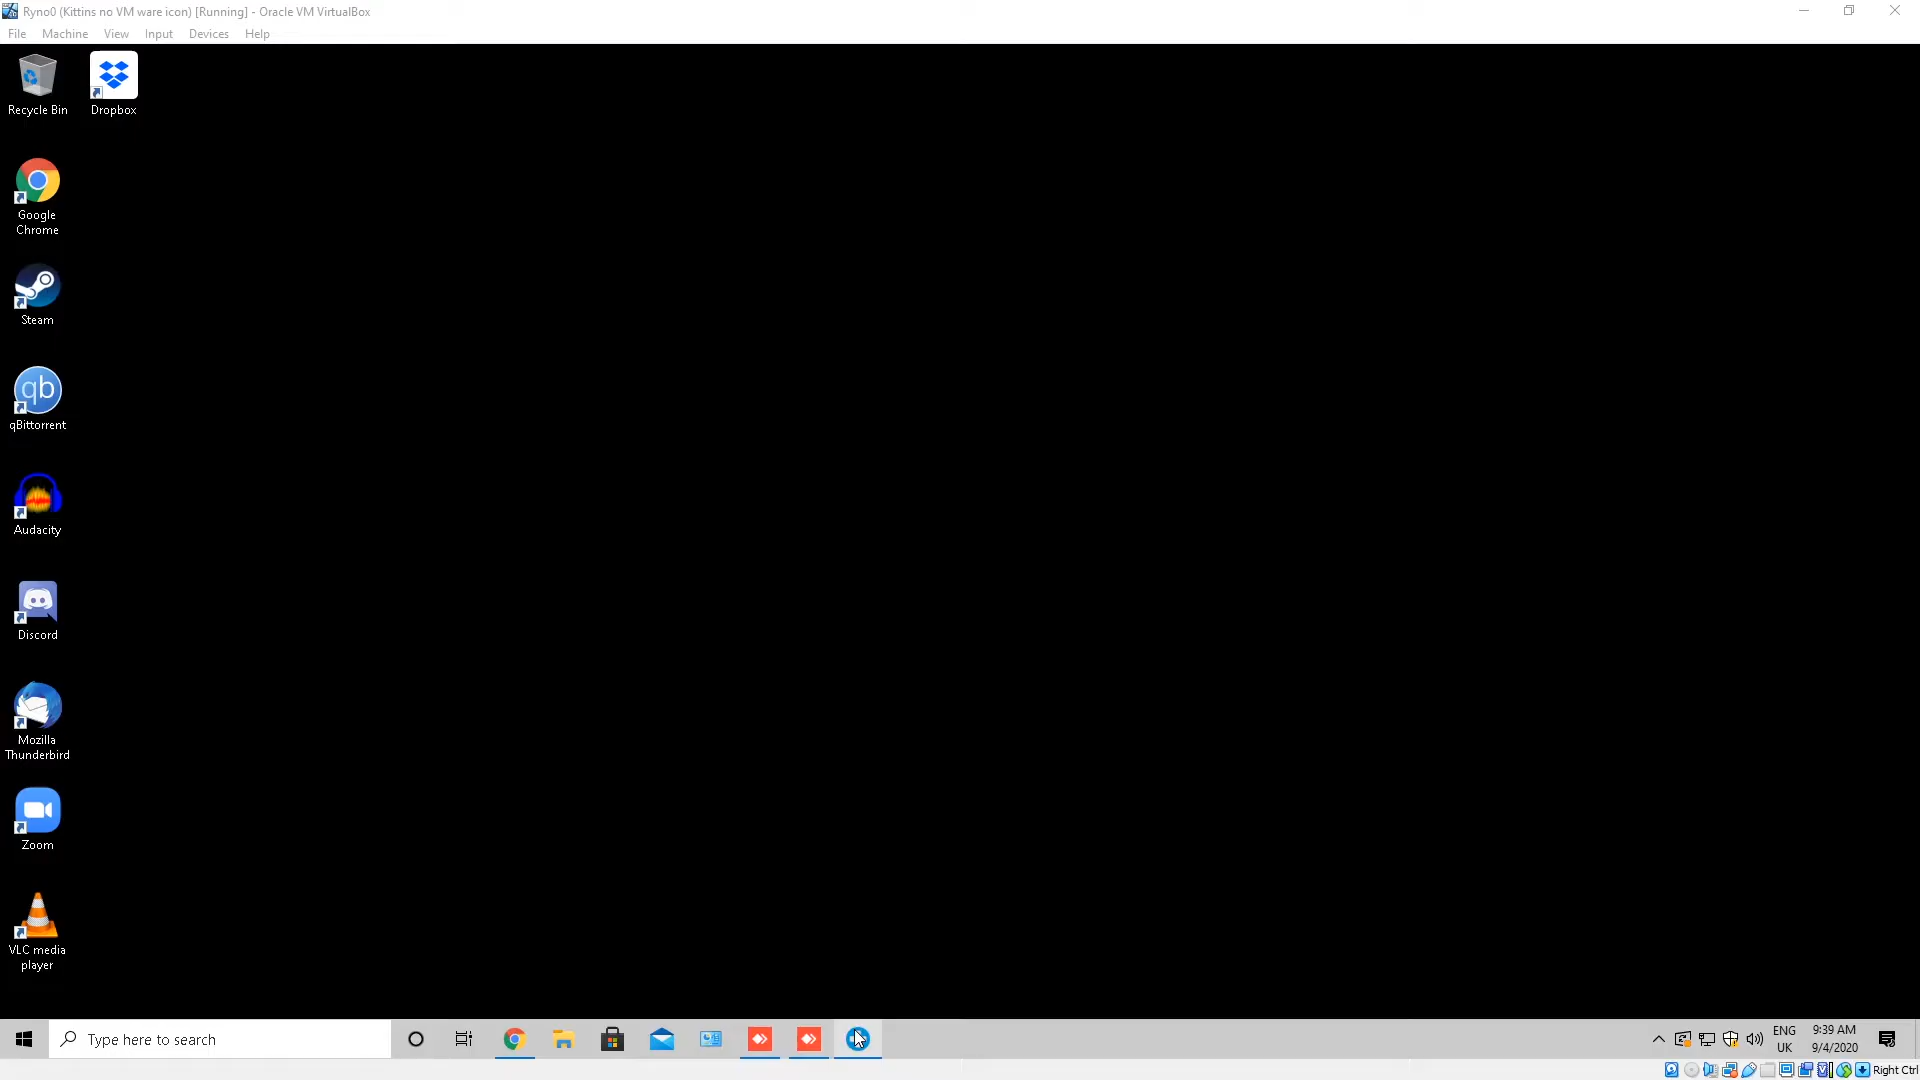 Ryno0 (Kittins no VM ware icon) [Running] - Oracle VM VirtualBox
File Machine View Input Devices Help
Recycle Bin
Dropbox
Google
Chrome
Steam
qb
qBittorrent
Audacity
Discord
Mozilla
Thunderbird
Zoom
VLC media
player
Type here to search
ENG
UK
9:39 AM
9/4/2020
Right Ctrl